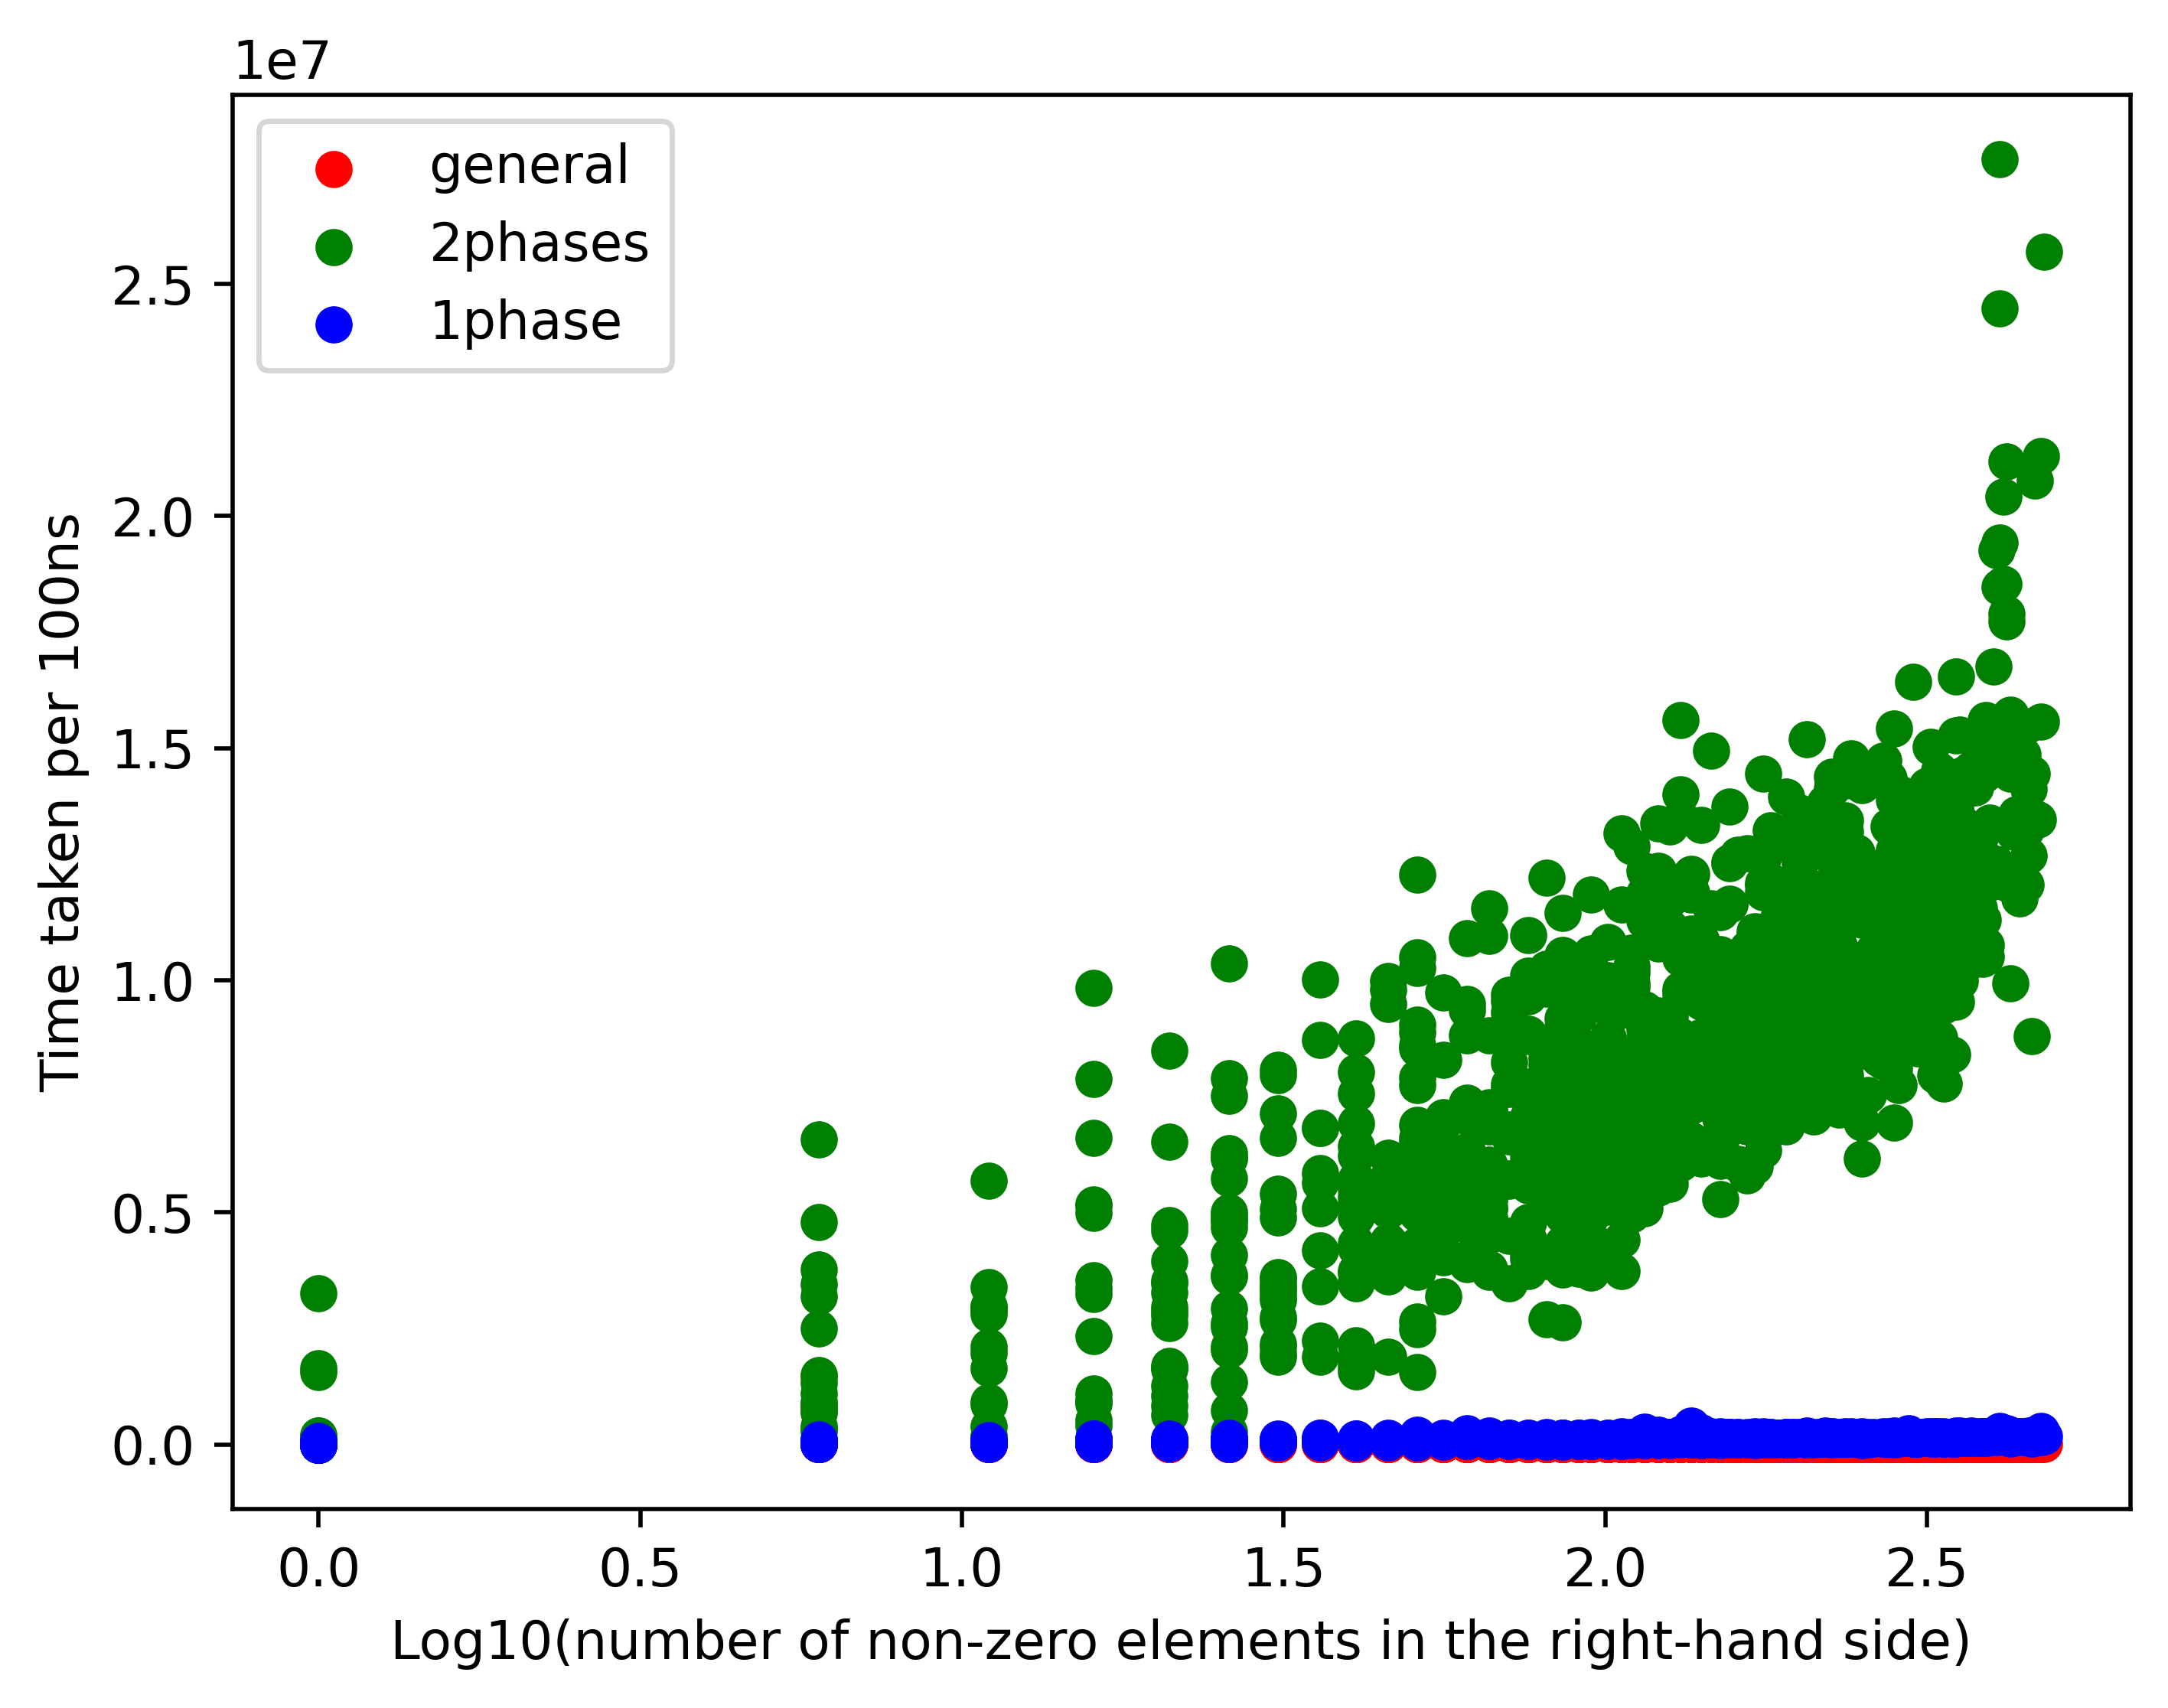 1e7
general
2phases
1phase
2.5
2.0
1.5
1.0
0.5
0.0
Time taken per 100ns
0.0 0.5 1.0 1.5 2.0 2.5
Log10(number of non-zero elements in the right-hand side)